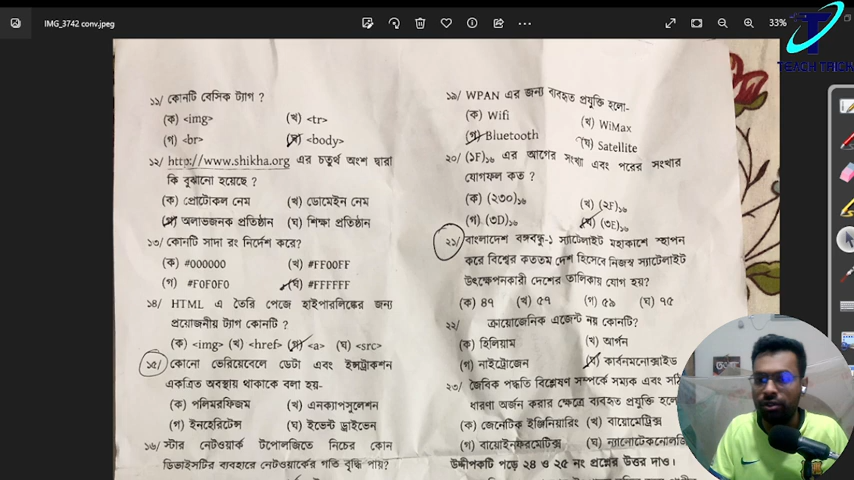 IMG_3742 conv.jpeg
33%
TEACH TRICK
১১/ কোনটি বেসিক ট্যাগ ?
(ক) <img>
(খ) <tr>
(গ) <br>
(ঘ) <body>
১২/ http://www.shikha.org এর চতুর্থ অংশ দ্বারা
কি বুঝানো হয়েছে ?
(ক) প্রোটোকল নেম
(খ) ডোমেইন নেম
(গ) অলাভজনক প্রতিষ্ঠান
(ঘ) শিক্ষা প্রতিষ্ঠান
১৩/ কোনটি সাদা রং নির্দেশ করে?
(ক) #000000
(খ) #FF00FF
(গ) #F0F0F0
(ঘ) #FFFFFF
১৪/ HTML এ তৈরি পেজে হাইপারলিঙ্কের জন্য
প্রয়োজনীয় ট্যাগ কোনটি ?
(ক) <img> (খ) <href> (গ) <a> (ঘ) <src>
১৫/ কোনো ভেরিয়েবেলে ডেটা এবং ইন্সট্রাকশন
একত্রিত অবস্থায় থাকাকে বলা হয়-
(ক) পলিমরফিজম
(খ) এনক্যাপসুলেশন
(গ) ইনহেরিটেন্স
(ঘ) ইভেন্ট ড্রাইভেন
১৬/ স্টার নেটওয়ার্ক টপোলজিতে নিচের কোন
ডিভাইসটির ব্যবহারে নেটওয়ার্কের গতি বৃদ্ধি পায়?
১৯/ WPAN এর জন্য ব্যবহৃত প্রযুক্তি হলো-
(ক) Wifi
(খ) WiMax
(গ) Bluetooth
(ঘ) Satellite
২০/ (১F)১৬ এর আগের সংখ্যা এবং পরের সংখ্যার
যোগফল কত ?
(ক) (২৩০)১৬
(খ) (২F)১৬
(গ) (৩D)১৬
(ঘ) (৩E)১৬
২১/ বাংলাদেশ বঙ্গবন্ধু-১ স্যাটেলাইট মহাকাশে স্থাপন
করে বিশ্বের কততম দেশ হিসেবে নিজস্ব স্যাটেলাইট
উৎক্ষেপনকারী দেশের তালিকায় যোগ হয়?
(ক) ৪৭ (খ) ৫৭ (গ) ৫৯ (ঘ) ৭৫
২২/ ক্রায়োজেনিক এজেন্ট নয় কোনটি?
(ক) হিলিয়াম
(খ) আর্গন
(গ) নাইট্রোজেন
(ঘ) কার্বনমনোক্সাইড
২৩/ জৈবিক পদ্ধতি বিশ্লেষণ সম্পর্কে সম্যক এবং
ধারণা অর্জন করার ক্ষেত্রে ব্যবহৃত প্রযুক্তি
(ক) জেনেটিক ইঞ্জিনিয়ারিং (খ) বায়োমেট্রিক্স
(গ) বায়োইনফরমেটিক্স (ঘ)
উদ্দীপকটি পড়ে ২৪ ও ২৫ নং প্রশ্নের উত্তর দাও।